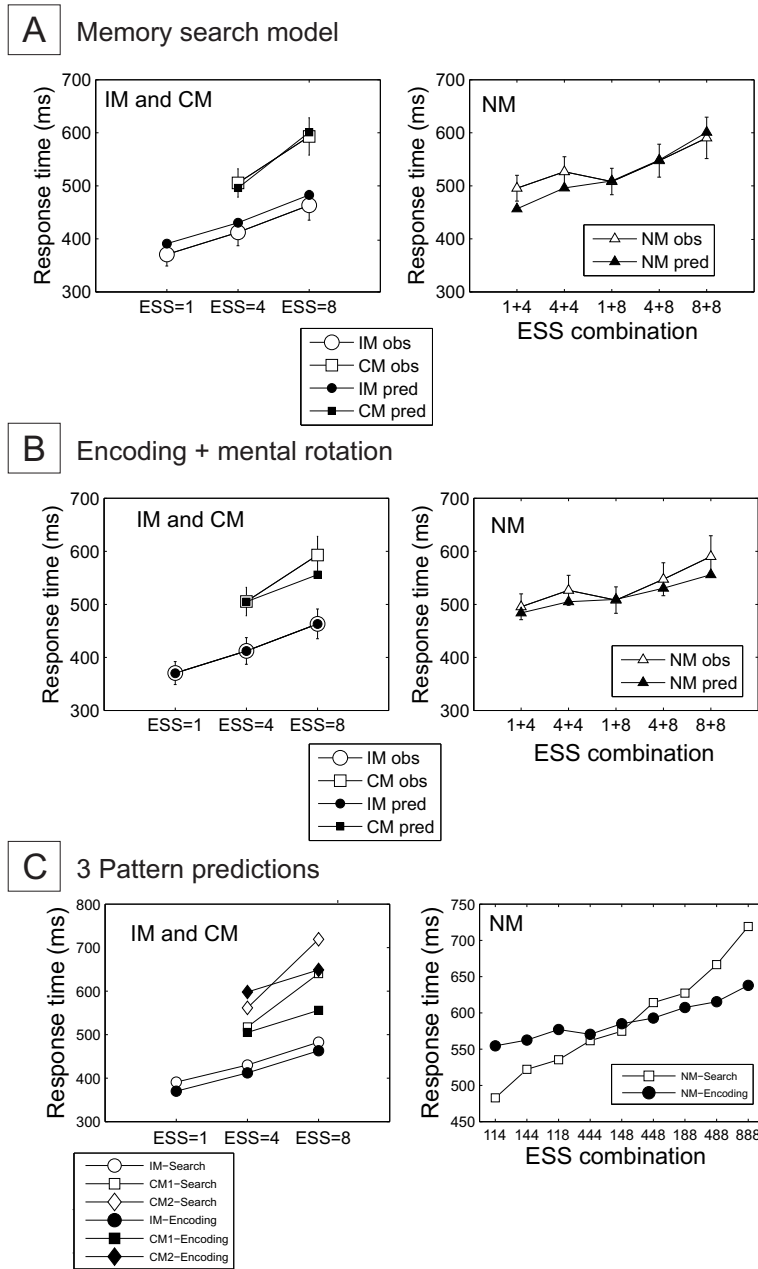 A Memory search model
IM and CM
Response time (ms)
700
600
500
400
300
ESS=1 ESS=4 ESS=8
IM obs
CM obs
IM pred
CM pred
NM
Response time (ms)
700
600
500
400
300
1+4 4+4 1+8 4+8 8+8
ESS combination
NM obs
NM pred
B Encoding + mental rotation
IM and CM
Response time (ms)
700
600
500
400
300
ESS=1 ESS=4 ESS=8
IM obs
CM obs
IM pred
CM pred
NM
Response time (ms)
700
600
500
400
300
1+4 4+4 1+8 4+8 8+8
ESS combination
NM obs
NM pred
C 3 Pattern predictions
IM and CM
Response time (ms)
800
700
600
500
400
300
ESS=1 ESS=4 ESS=8
IM−Search
CM1−Search
CM2−Search
IM−Encoding
CM1−Encoding
CM2−Encoding
NM
Response time (ms)
750
700
650
600
550
500
450
114 144 118 444 148 448 188 488 888
ESS combination
NM−Search
NM−Encoding